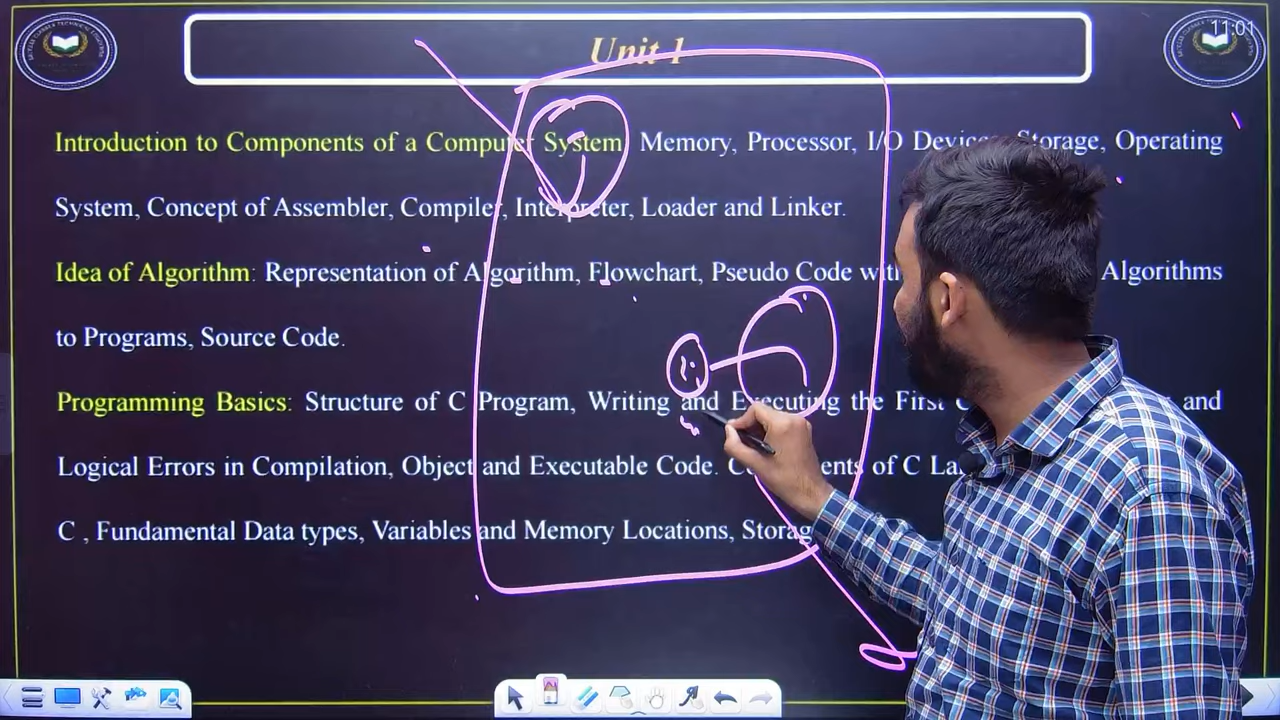 11:01
Unit 1
Introduction to Components of a Computer System: Memory, Processor, I/O Devices, Storage, Operating
System, Concept of Assembler, Compiler, Interpreter, Loader and Linker.
Idea of Algorithm: Representation of Algorithm, Flowchart, Pseudo Code with Algorithms
to Programs, Source Code.
Programming Basics: Structure of C Program, Writing and Executing the First C and
Logical Errors in Compilation, Object and Executable Code. of C
C , Fundamental Data types, Variables and Memory Locations,